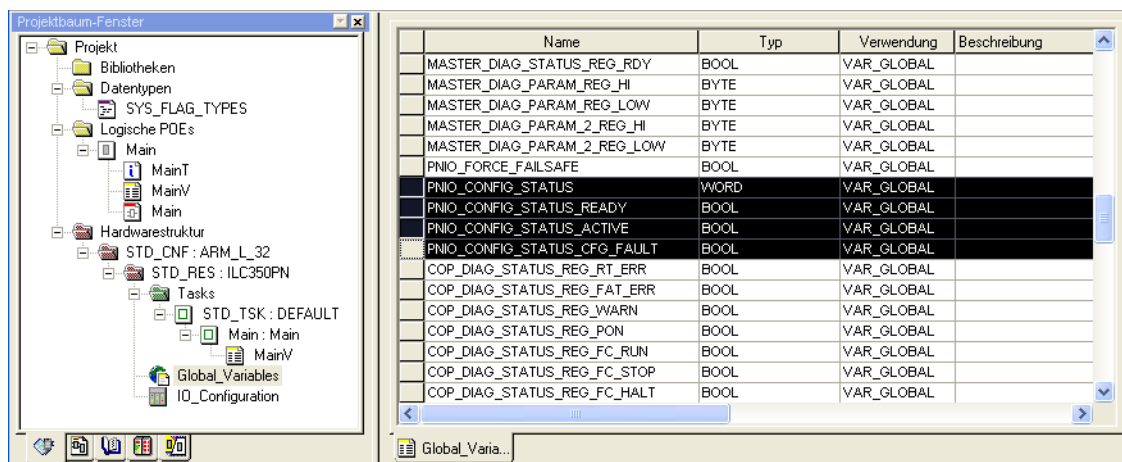 Projektbaum-Fenster
Projekt
Bibliotheken
Datentypen
SYS_FLAG_TYPES
Logische POEs
Main
MainT
MainV
Main
Hardwarestruktur
STD_CNF : ARM_L_32
STD_RES : ILC350PN
Tasks
STD_TSK : DEFAULT
Main : Main
MainV
Global_Variables
IO_Configuration
Name Typ Verwendung Beschreibung
MASTER_DIAG_STATUS_REG_RDY BOOL VAR_GLOBAL
MASTER_DIAG_PARAM_REG_HI BYTE VAR_GLOBAL
MASTER_DIAG_PARAM_REG_LOW BYTE VAR_GLOBAL
MASTER_DIAG_PARAM_2_REG_HI BYTE VAR_GLOBAL
MASTER_DIAG_PARAM_2_REG_LOW BYTE VAR_GLOBAL
PNIO_FORCE_FAILSAFE BOOL VAR_GLOBAL
PNIO_CONFIG_STATUS WORD VAR_GLOBAL
PNIO_CONFIG_STATUS_READY BOOL VAR_GLOBAL
PNIO_CONFIG_STATUS_ACTIVE BOOL VAR_GLOBAL
PNIO_CONFIG_STATUS_CFG_FAULT BOOL VAR_GLOBAL
COP_DIAG_STATUS_REG_RT_ERR BOOL VAR_GLOBAL
COP_DIAG_STATUS_REG_FAT_ERR BOOL VAR_GLOBAL
COP_DIAG_STATUS_REG_WARN BOOL VAR_GLOBAL
COP_DIAG_STATUS_REG_PON BOOL VAR_GLOBAL
COP_DIAG_STATUS_REG_FC_RUN BOOL VAR_GLOBAL
COP_DIAG_STATUS_REG_FC_STOP BOOL VAR_GLOBAL
COP_DIAG_STATUS_REG_FC_HALT BOOL VAR_GLOBAL
Global_Varia...